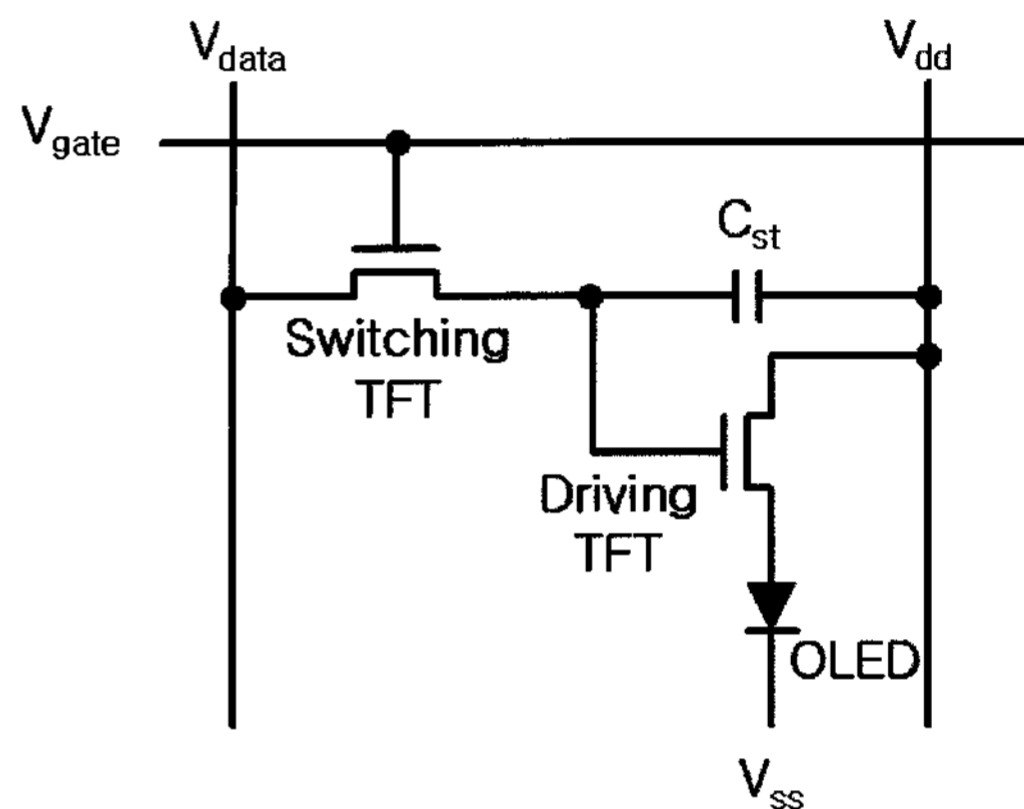 Vdata
Vdd
Vgate
Cst
Switching
TFT
Driving
TFT
OLED
Vss